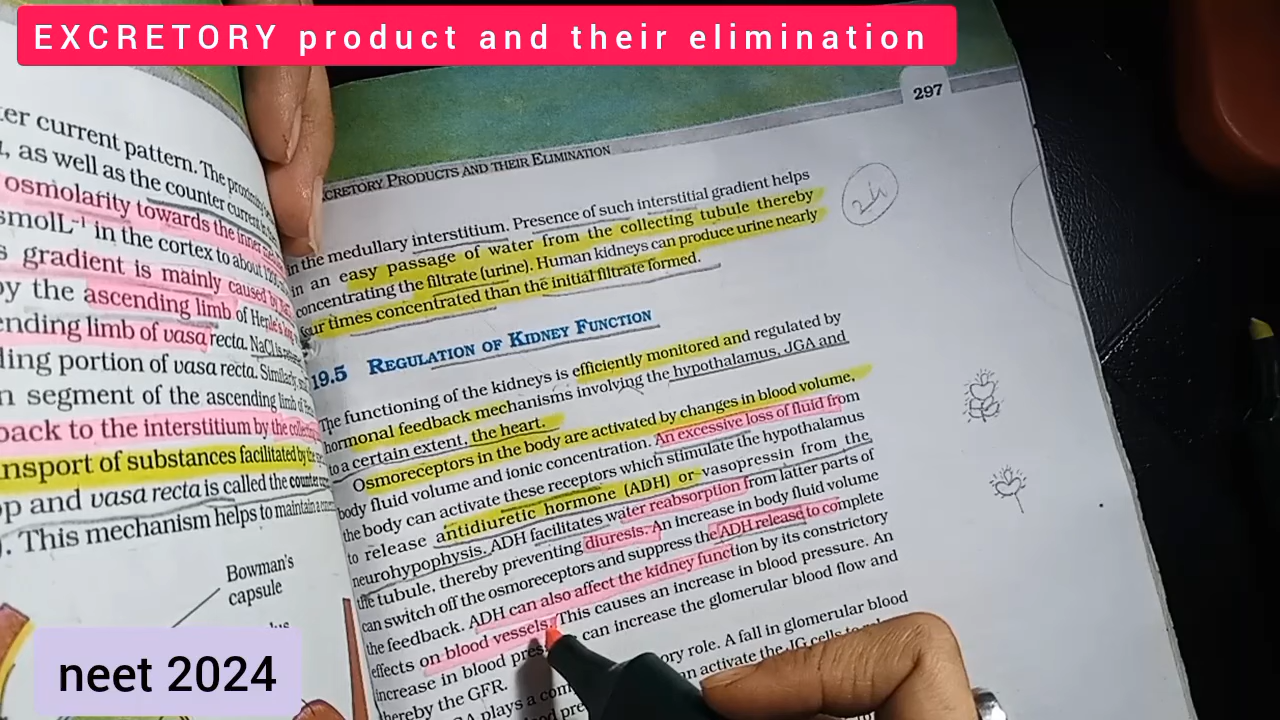 EXCRETORY product and their elimination
297
CRETORY PRODUCTS AND THEIR ELIMINATION
24
er current pattern. The proximity
, as well as the counter current
osmolarity towards the inner
smolL-1 in the cortex to about
s gradient is mainly caused by
by the ascending limb of Henle's
ending limb of vasa recta. NaCl is
ding portion of vasa recta. Similarly,
n segment of the ascending limb of
back to the interstitium by the collecting
nsport of substances facilitated by the
p and vasa recta is called the counter
). This mechanism helps to maintain a
Bowman's
capsule
in the medullary interstitium. Presence of such interstitial gradient helps
in an easy passage of water from the collecting tubule thereby
concentrating the filtrate (urine). Human kidneys can produce urine nearly
four times concentrated than the initial filtrate formed.
19.5 REGULATION OF KIDNEY FUNCTION
The functioning of the kidneys is efficiently monitored and regulated by
hormonal feedback mechanisms involving the hypothalamus, JGA and
to a certain extent, the heart.
Osmoreceptors in the body are activated by changes in blood volume,
body fluid volume and ionic concentration. An excessive loss of fluid from
the body can activate these receptors which stimulate the hypothalamus
to release antidiuretic hormone (ADH) or vasopressin from the
neurohypophysis. ADH facilitates water reabsorption from latter parts of
the tubule, thereby preventing diuresis. An increase in body fluid volume
can switch off the osmoreceptors and suppress the ADH release to complete
the feedback. ADH can also affect the kidney function by its constrictory
effects on blood vessels. This causes an increase in blood pressure. An
increase in blood pres can increase the glomerular blood flow and
thereby the GFR.
GA plays a com ory role. A fall in glomerular blood
ood pre n activate the JG cells to
neet 2024